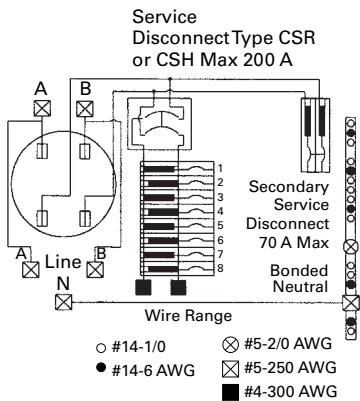 Service
Disconnect Type CSR
or CSH Max 200 A
A
B
1
2
3
4
5
6
7
8
Secondary
Service
Disconnect
70 A Max
A
Line
B
N
Bonded
Neutral
Wire Range
#14-1/0
#14-6 AWG
#5-2/0 AWG
#5-250 AWG
#4-300 AWG